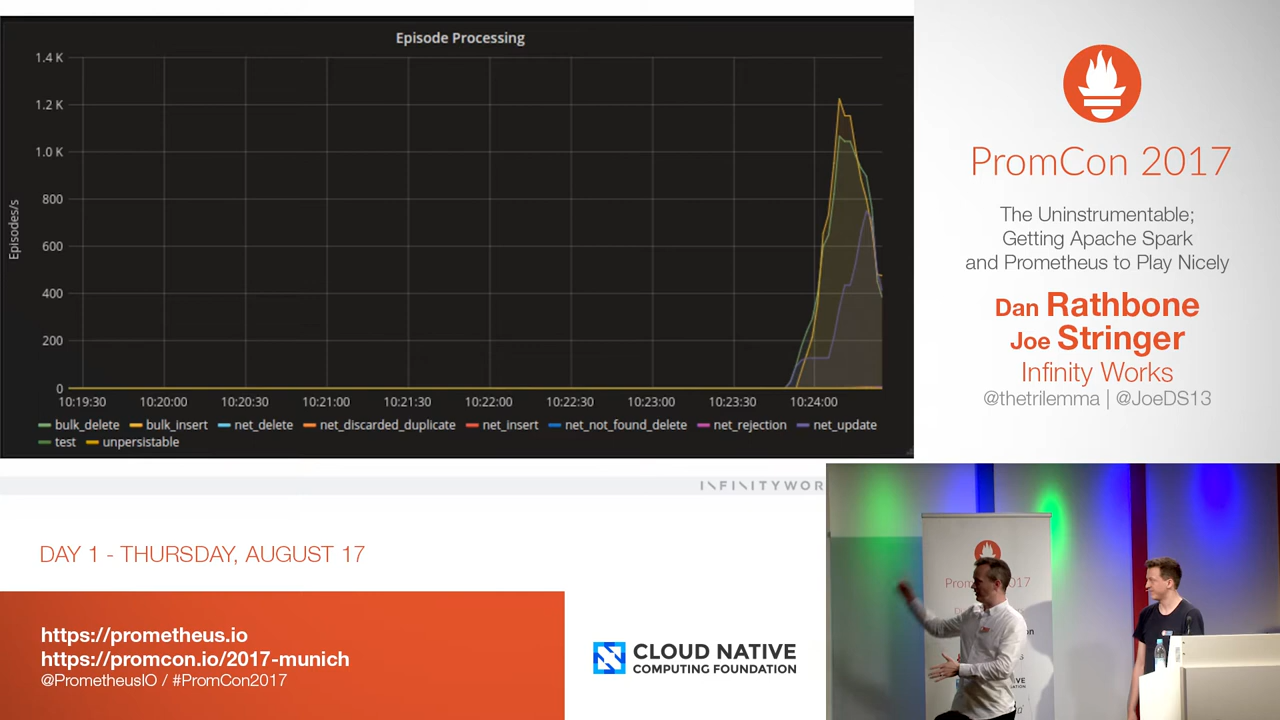 Episode Processing
1.4 K
1.2 K
1.0 K
800
600
400
200
0
Episodes/s
10:19:30 10:20:00 10:20:30 10:21:00 10:21:30 10:22:00 10:22:30 10:23:00 10:23:30 10:24:00
bulk_delete bulk_insert net_delete net_discarded_duplicate net_insert net_not_found_delete net_rejection net_update
test unpersistable
INFINITYWOR
PromCon 2017
The Uninstrumentable;
Getting Apache Spark
and Prometheus to Play Nicely
Dan Rathbone
Joe Stringer
Infinity Works
@thetrilemma | @JoeDS13
DAY 1 - THURSDAY, AUGUST 17
https://prometheus.io
https://promcon.io/2017-munich
@PrometheusIO / #PromCon2017
CLOUD NATIVE
COMPUTING FOUNDATION